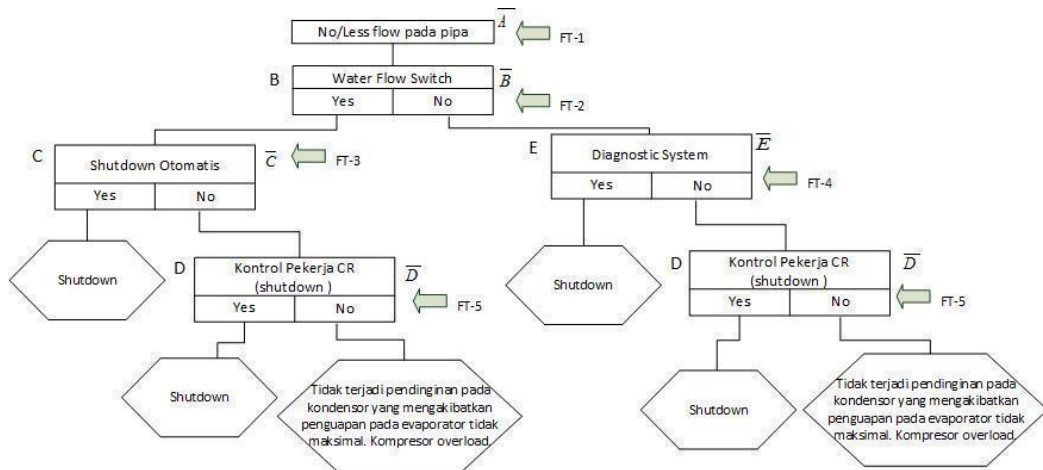 No/Less flow pada pipa
A
FT-1
B
Water Flow Switch
B
Yes
No
FT-2
C
Shutdown Otomatis
C
FT-3
Yes
No
E
Diagnostic System
E
Yes
No
FT-4
Shutdown
D
Kontrol Pekerja CR
(shutdown )
D
Yes
No
FT-5
Shutdown
D
Kontrol Pekerja CR
(shutdown )
D
Yes
No
FT-5
Shutdown
Tidak terjadi pendinginan pada
kondensor yang mengakibatkan
penguapan pada evaporator tidak
maksimal. Kompresor overload.
Shutdown
Tidak terjadi pendinginan pada
kondensor yang mengakibatkan
penguapan pada evaporator tidak
maksimal. Kompresor overload.